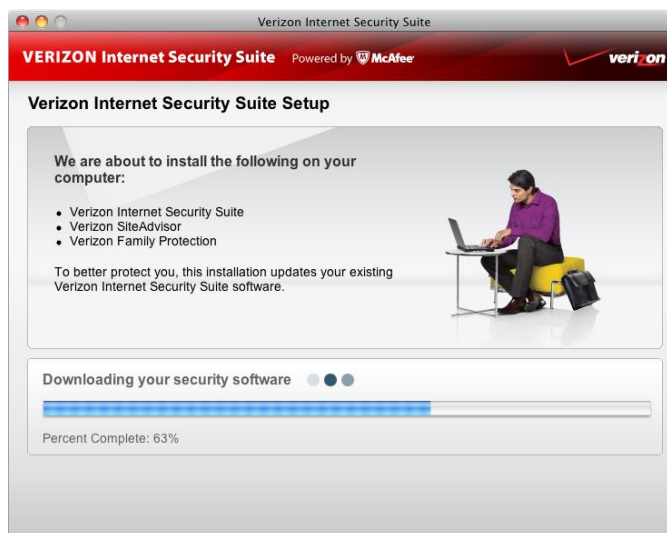 Verizon Internet Security Suite
VERIZON Internet Security Suite Powered by McAfee
verizon
Verizon Internet Security Suite Setup
We are about to install the following on your
computer:
• Verizon Internet Security Suite
• Verizon SiteAdvisor
• Verizon Family Protection
To better protect you, this installation updates your existing
Verizon Internet Security Suite software.
Downloading your security software
Percent Complete: 63%